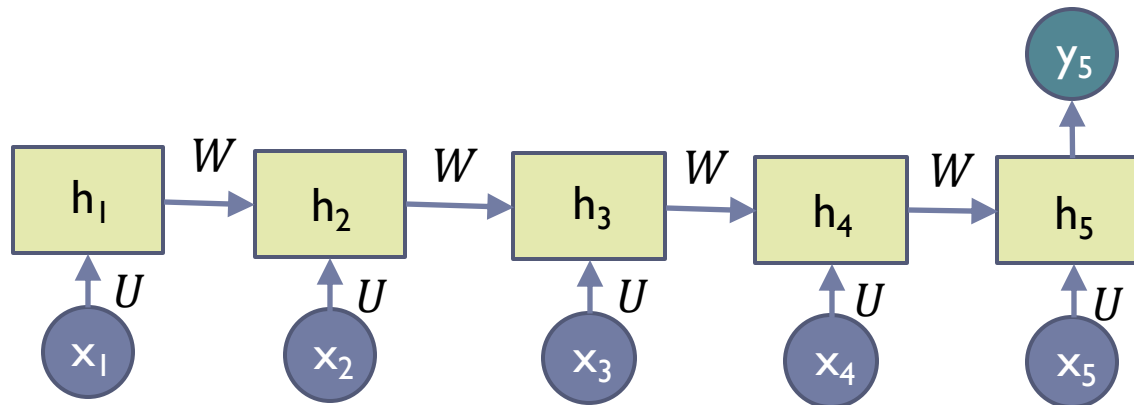 y₅
W W W W
h₁ h₂ h₃ h₄ h₅
U U U U U
x₁ x₂ x₃ x₄ x₅